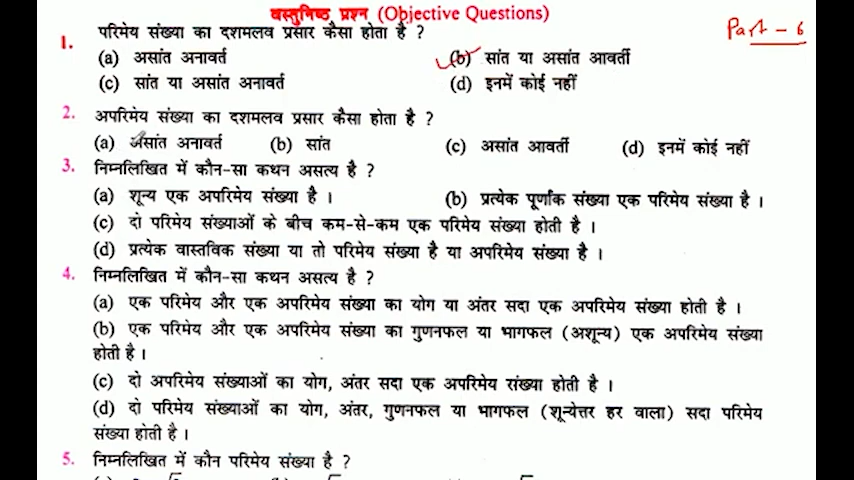 वस्तुनिष्ठ प्रश्न (Objective Questions)
Part - 6
1. परिमेय संख्या का दशमलव प्रसार कैसा होता है ?
(a) असांत अनावर्त (b) सांत या असांत आवर्ती
(c) सांत या असांत अनावर्त (d) इनमें कोई नहीं
2. अपरिमेय संख्या का दशमलव प्रसार कैसा होता है ?
(a) असांत अनावर्त (b) सांत (c) असांत आवर्ती (d) इनमें कोई नहीं
3. निम्नलिखित में कौन-सा कथन असत्य है ?
(a) शून्य एक अपरिमेय संख्या है । (b) प्रत्येक पूर्णांक संख्या एक परिमेय संख्या है ।
(c) दो परिमेय संख्याओं के बीच कम-से-कम एक परिमेय संख्या होती है ।
(d) प्रत्येक वास्तविक संख्या या तो परिमेय संख्या है या अपरिमेय संख्या है ।
4. निम्नलिखित में कौन-सा कथन असत्य है ?
(a) एक परिमेय और एक अपरिमेय संख्या का योग या अंतर सदा एक अपरिमेय संख्या होती है ।
(b) एक परिमेय और एक अपरिमेय संख्या का गुणनफल या भागफल (अशून्य) एक अपरिमेय संख्या
होती है ।
(c) दो अपरिमेय संख्याओं का योग, अंतर सदा एक अपरिमेय संख्या होती है ।
(d) दो परिमेय संख्याओं का योग, अंतर, गुणनफल या भागफल (शून्येत्तर हर वाला) सदा परिमेय
संख्या होती है ।
5. निम्नलिखित में कौन परिमेय संख्या है ?